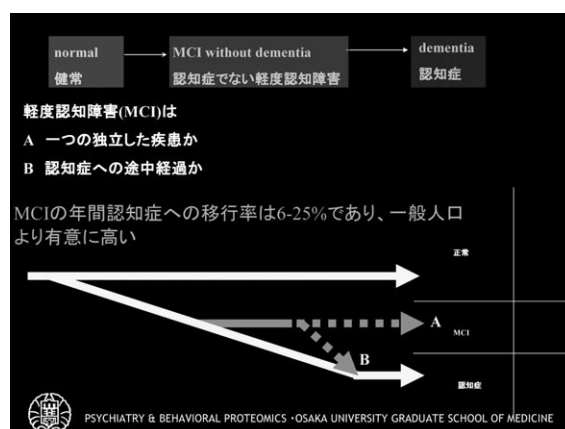 normal
健常
MCI without dementia
認知症でない軽度認知障害
dementia
認知症
軽度認知障害(MCI)は
A 一つの独立した疾患か
B 認知症への途中経過か
MCIの年間認知症への移行率は6-25%であり、一般人口
より有意に高い
正常
A
MCI
B
認知症
PSYCHIATRY & BEHAVIORAL PROTEOMICS・OSAKA UNIVERSITY GRADUATE SCHOOL OF MEDICINE